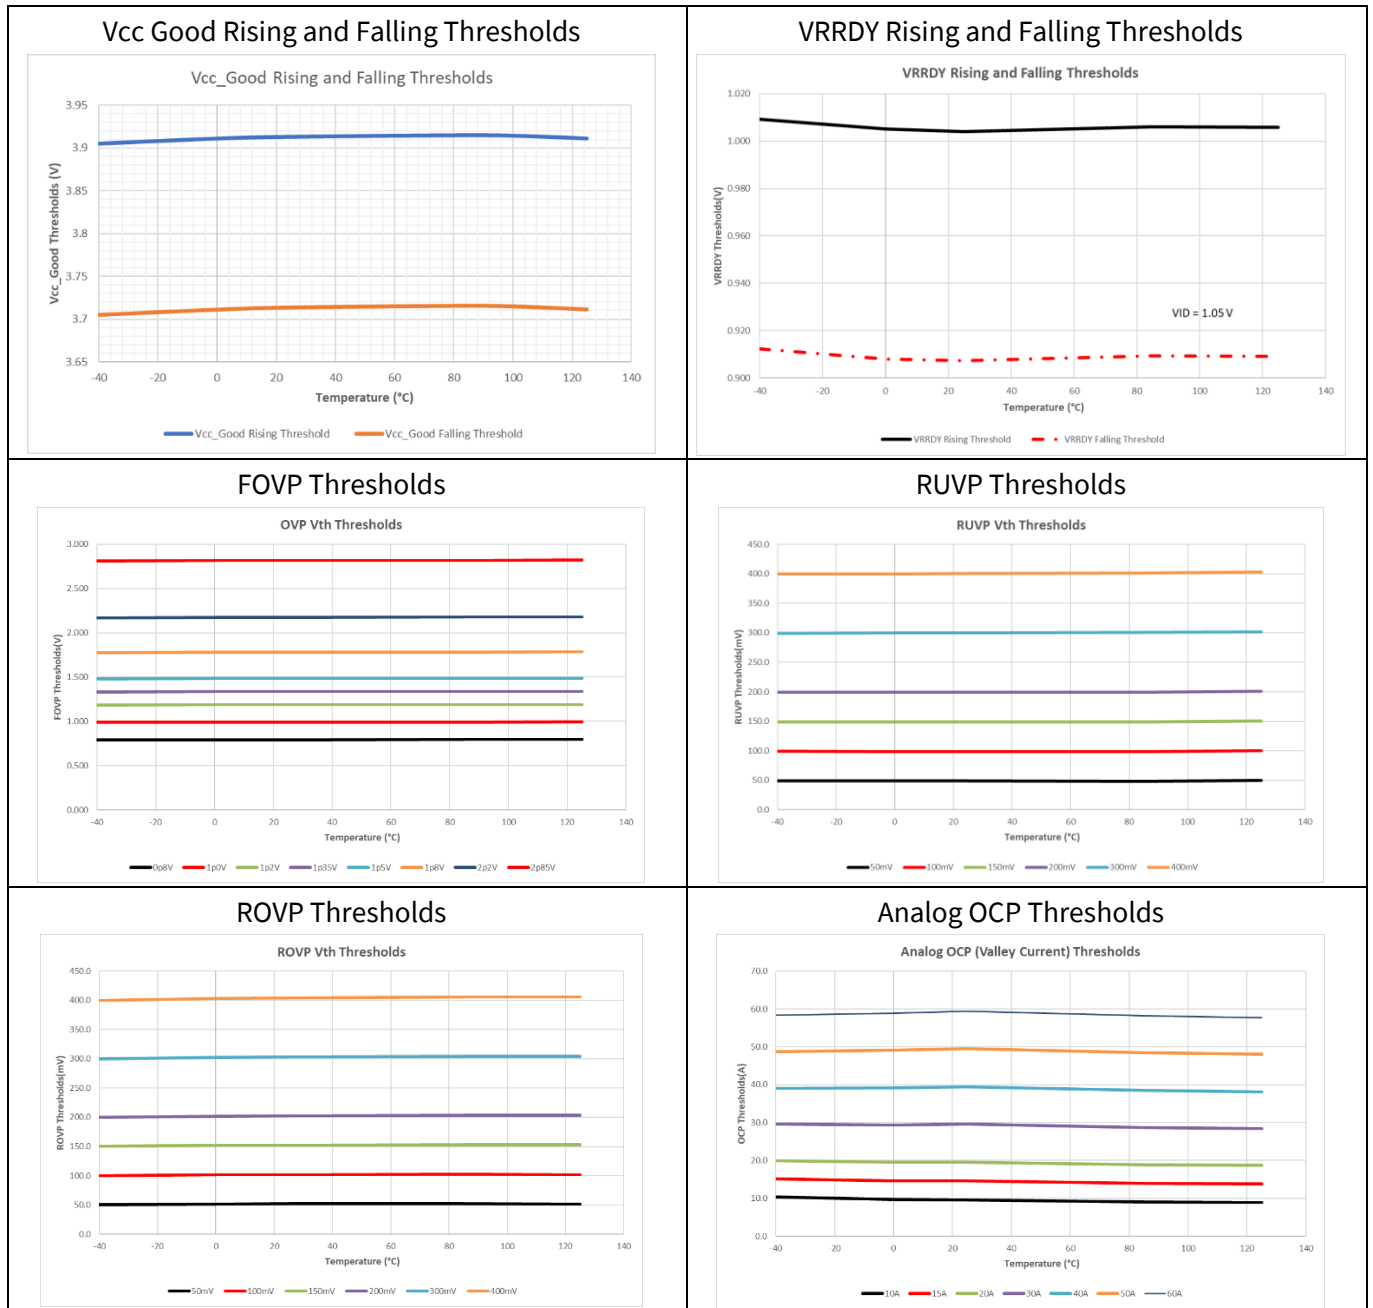 Vcc Good Rising and Falling Thresholds
Vcc_Good Rising and Falling Thresholds
Vcc_Good Thresholds (V)
3.95
3.9
3.85
3.8
3.75
3.7
3.65
-40 -20 0 20 40 60 80 100 120 140
Temperature (°C)
Vcc_Good Rising Threshold Vcc_Good Falling Threshold
VRRDY Rising and Falling Thresholds
VRRDY Rising and Falling Thresholds
VRRDY Thresholds(V)
1.020
1.000
0.980
0.960
0.940
0.920
0.900
VID = 1.05 V
-40 -20 0 20 40 60 80 100 120 140
Temperature (°C)
VRRDY Rising Threshold VRRDY Falling Threshold
FOVP Thresholds
OVP Vth Thresholds
FOVP Thresholds(V)
3.000
2.500
2.000
1.500
1.000
0.500
0.000
-40 -20 0 20 40 60 80 100 120 140
Temperature (°C)
0p8V 1p0V 1p2V 1p35V 1p5V 1p8V 2p2V 2p85V
RUVP Thresholds
RUVP Vth Thresholds
RUVP Thresholds(mV)
450.0
400.0
350.0
300.0
250.0
200.0
150.0
100.0
50.0
0.0
-40 -20 0 20 40 60 80 100 120 140
Temperature (°C)
50mV 100mV 150mV 200mV 300mV 400mV
ROVP Thresholds
ROVP Vth Thresholds
ROVP Thresholds(mV)
450.0
400.0
350.0
300.0
250.0
200.0
150.0
100.0
50.0
0.0
-40 -20 0 20 40 60 80 100 120 140
Temperature (°C)
50mV 100mV 150mV 200mV 300mV 400mV
Analog OCP Thresholds
Analog OCP (Valley Current) Thresholds
OCP Thresholds(A)
70.0
60.0
50.0
40.0
30.0
20.0
10.0
0.0
-40 -20 0 20 40 60 80 100 120 140
Temperature (°C)
10A 15A 20A 30A 40A 50A 60A